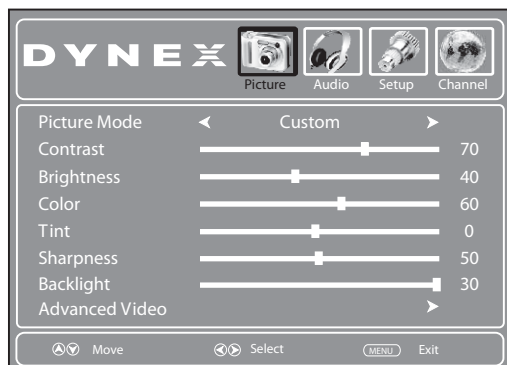 DYNEX
Picture Audio Setup Channel
Picture Mode Custom
Contrast 70
Brightness 40
Color 60
Tint 0
Sharpness 50
Backlight 30
Advanced Video
Move Select MENU Exit